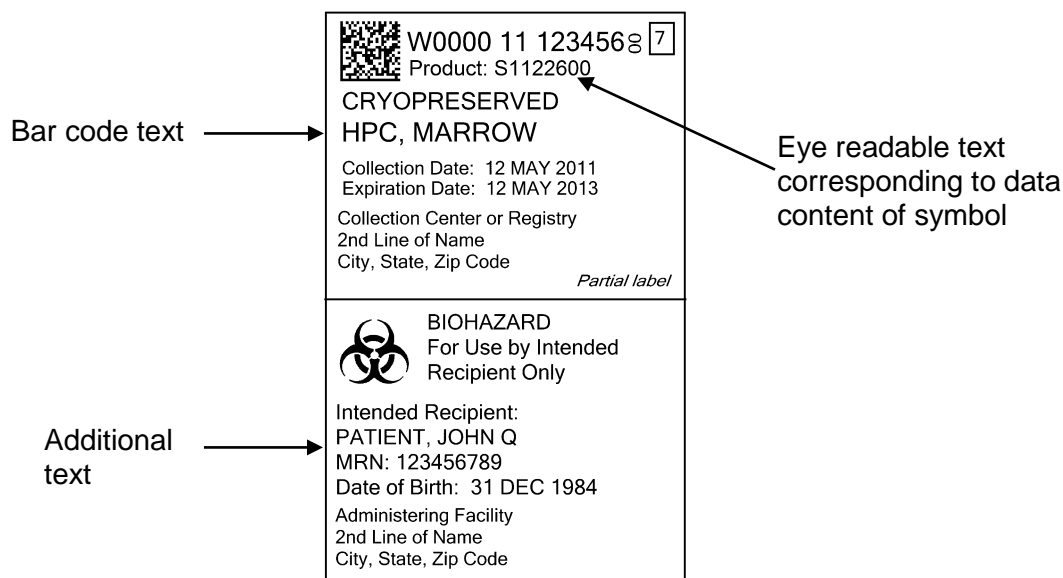 W0000 11 123456 00 7
Product: S1122600
CRYOPRESERVED
HPC, MARROW
Collection Date: 12 MAY 2011
Expiration Date: 12 MAY 2013
Collection Center or Registry
2nd Line of Name
City, State, Zip Code
Partial label
BIOHAZARD
For Use by Intended
Recipient Only
Intended Recipient:
PATIENT, JOHN Q
MRN: 123456789
Date of Birth: 31 DEC 1984
Administering Facility
2nd Line of Name
City, State, Zip Code
Bar code text
Additional
text
Eye readable text
corresponding to data
content of symbol